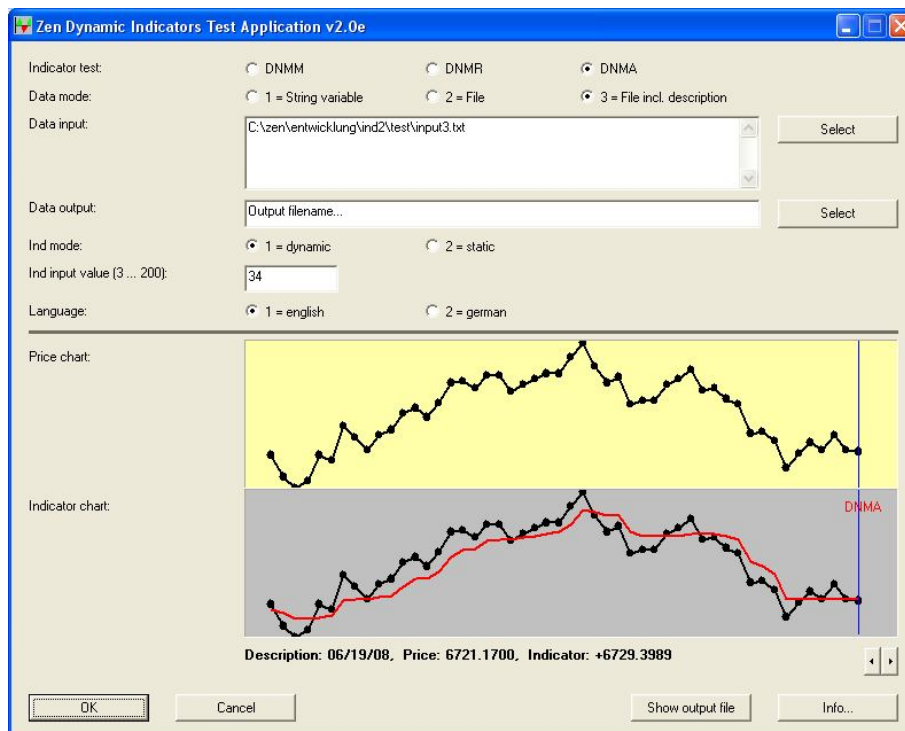 Zen Dynamic Indicators Test Application v2.0e
Indicator test: DNMM DNMR DNMA
Data mode: 1 = String variable 2 = File 3 = File incl. description
Data input: C:\zen\entwicklung\ind2\test\input3.txt Select
Data output: Output filename... Select
Ind mode: 1 = dynamic 2 = static
Ind input value (3 ... 200): 34
Language: 1 = english 2 = german
Price chart:
Indicator chart: DNMA
Description: 06/19/08, Price: 6721.1700, Indicator: +6729.3989
OK Cancel Show output file Info...